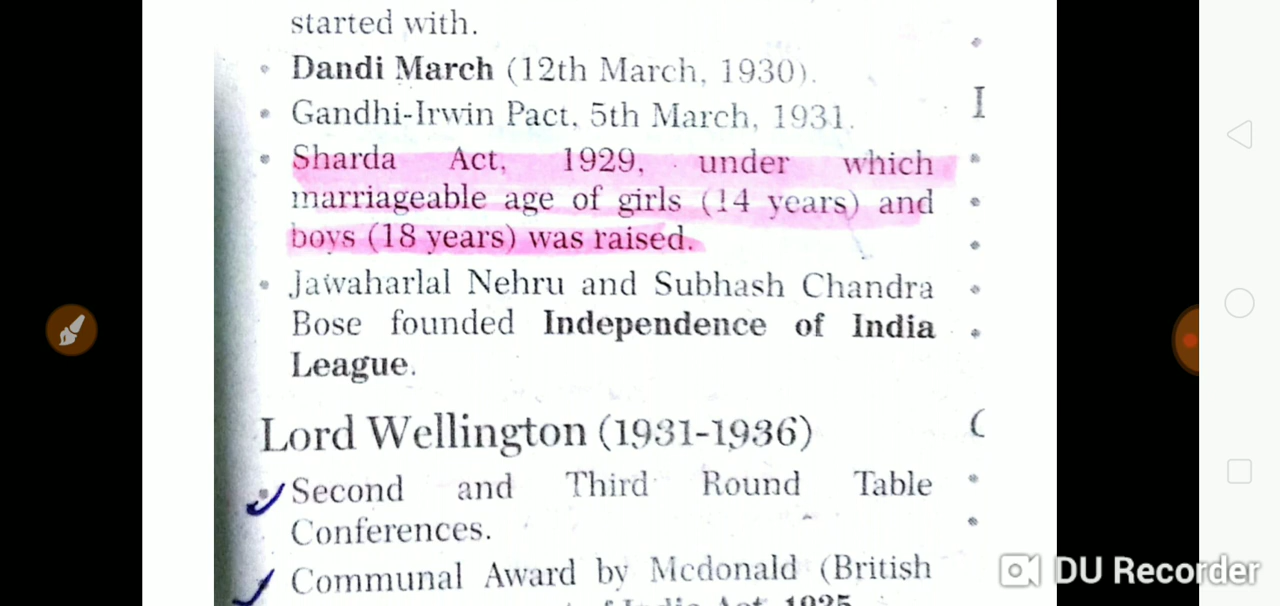 started with.
Dandi March (12th March, 1930).
Gandhi-Irwin Pact, 5th March, 1931.
Sharda Act, 1929, under which
marriageable age of girls (14 years) and
boys (18 years) was raised.
Jawaharlal Nehru and Subhash Chandra
Bose founded Independence of India
League.
Lord Wellington (1931-1936)
Second and Third Round Table
Conferences.
Communal Award by Mcdonald (British
Act, 1935
DU Recorder